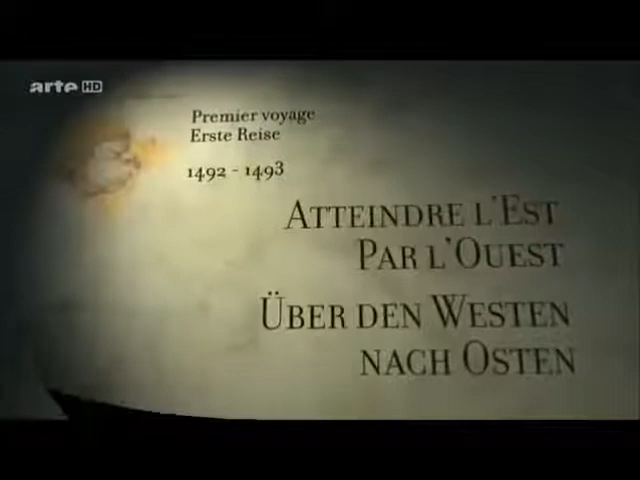 arte HD
Premier voyage
Erste Reise
1492 - 1493
ATTEINDRE L'EST
PAR L'OUEST
ÜBER DEN WESTEN
NACH OSTEN